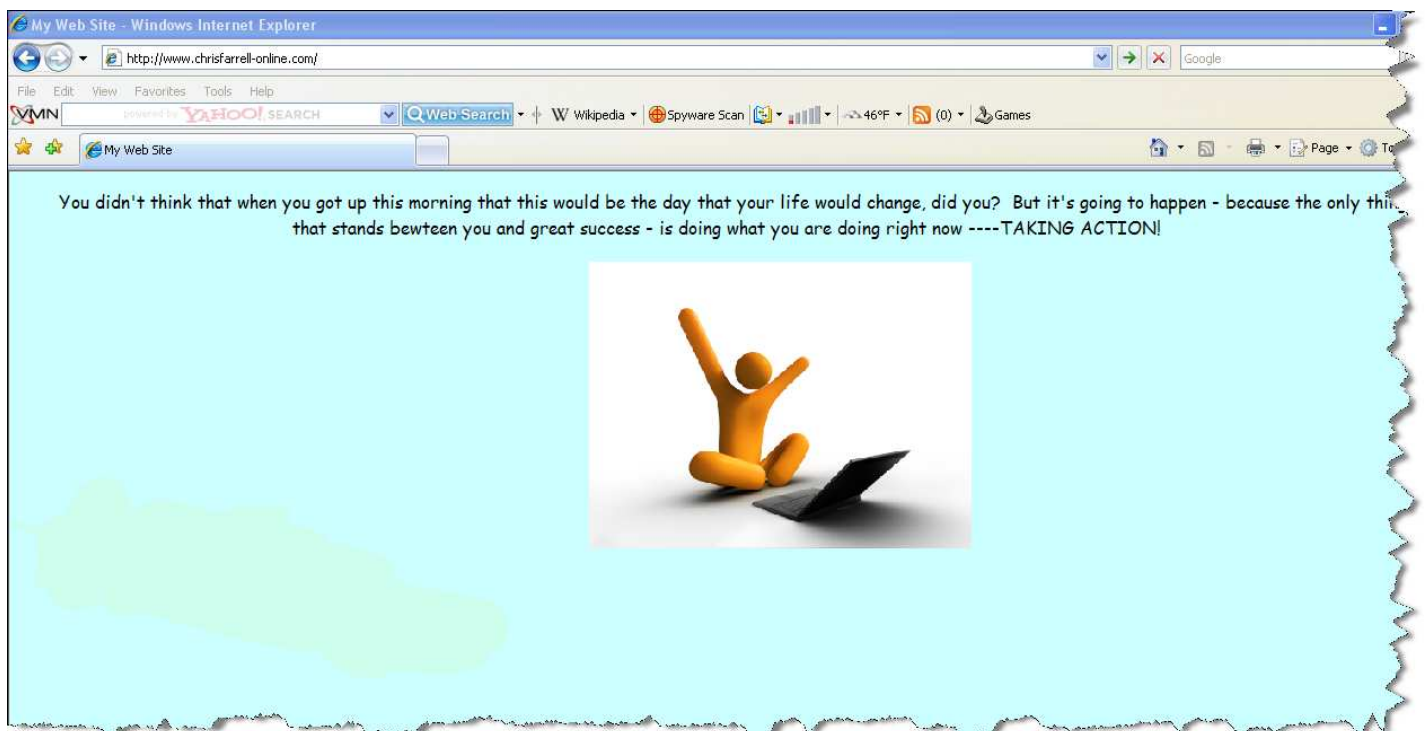 My Web Site - Windows Internet Explorer
http://www.chrisfarrell-online.com/
Google
File Edit View Favorites Tools Help
VMN powered by YAHOO! SEARCH Web Search W Wikipedia Spyware Scan 46°F (0) Games
My Web Site Page
You didn't think that when you got up this morning that this would be the day that your life would change, did you? But it's going to happen - because the only
that stands bewteen you and great success - is doing what you are doing right now ----TAKING ACTION!